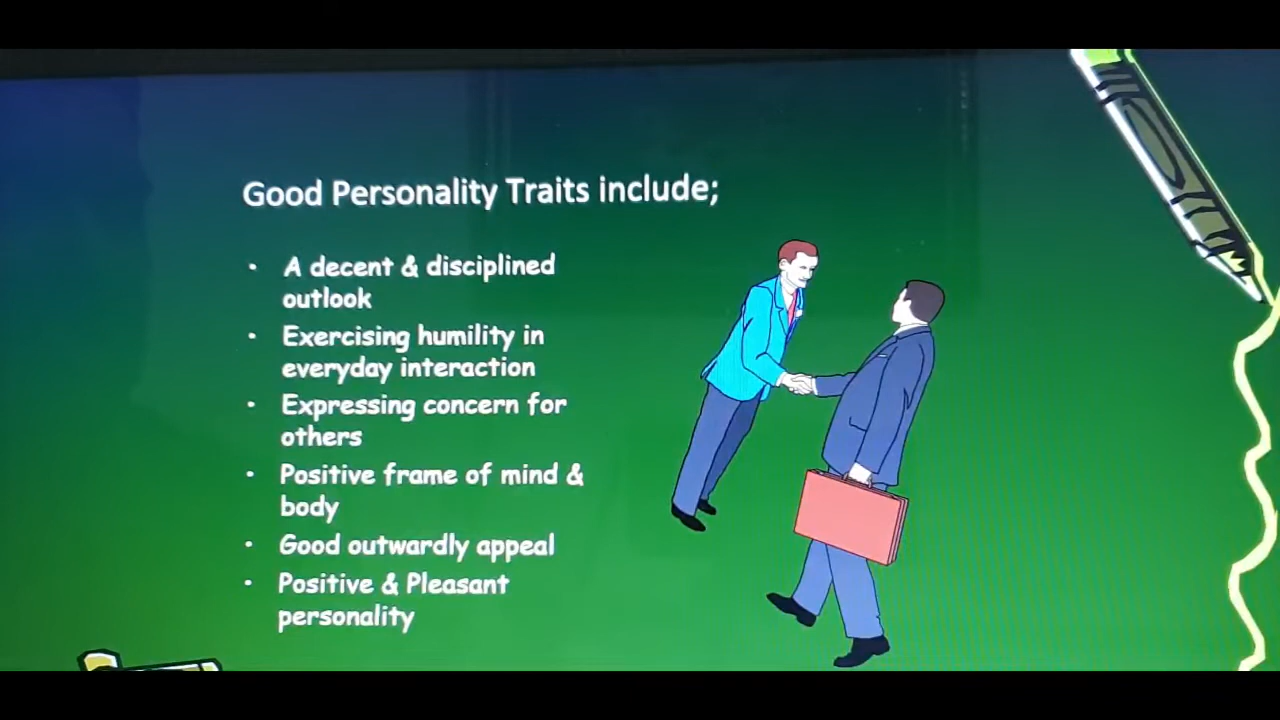 Good Personality Traits include;
• A decent & disciplined
outlook
• Exercising humility in
everyday interaction
• Expressing concern for
others
• Positive frame of mind &
body
• Good outwardly appeal
• Positive & Pleasant
personality